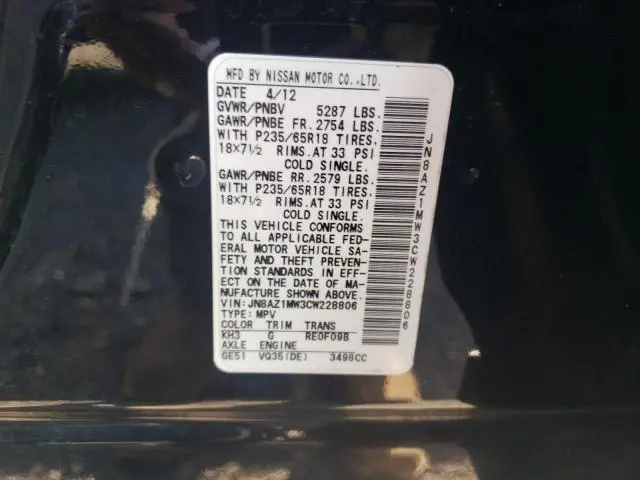 MFD BY NISSAN MOTOR CO.,LTD.
DATE 4/12
GVWR/PNBV 5287 LBS.
GAWR/PNBE FR. 2754 LBS.
WITH P235/65R18 TIRES.
18X7½ RIMS.AT 33 PSI
COLD SINGLE.
GAWR/PNBE RR. 2579 LBS.
WITH P235/65R18 TIRES.
18X7½ RIMS.AT 33 PSI
COLD SINGLE.
THIS VEHICLE CONFORMS
TO ALL APPLICABLE FED-
ERAL MOTOR VEHICLE SA-
FETY AND THEFT PREVEN-
TION STANDARDS IN EFF-
ECT ON THE DATE OF MA-
NUFACTURE SHOWN ABOVE.
VIN:JN8AZ1MW3CW228806
TYPE: MPV
COLOR TRIM TRANS
KH3 G RE0F09B
AXLE ENGINE
GE51 VQ35(DE) 3498CC
JN8AZ1MW3CW228806